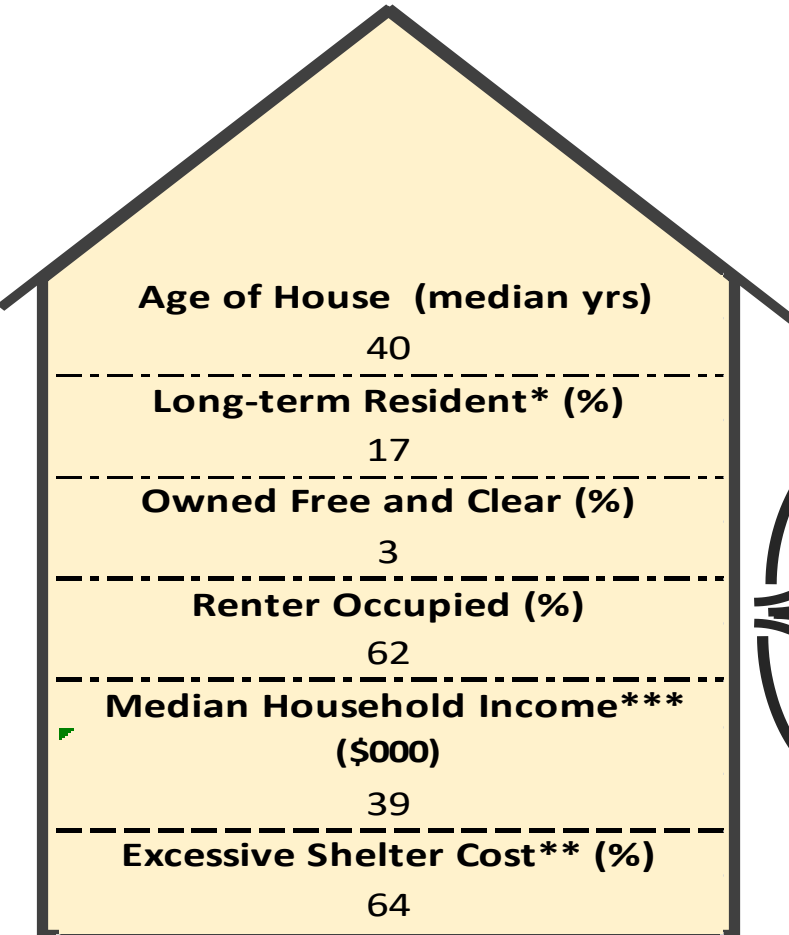 Age of House (median yrs)
40
Long-term Resident* (%)
17
Owned Free and Clear (%)
3
Renter Occupied (%)
62
Median Household Income***
($000)
39
Excessive Shelter Cost** (%)
64